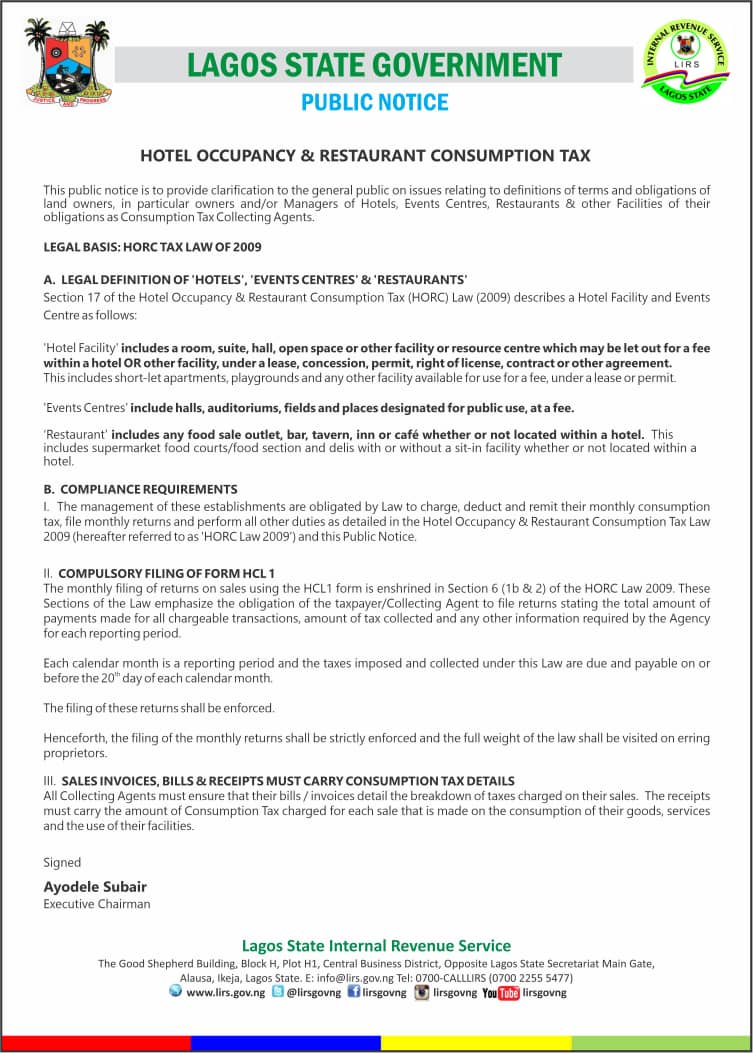 LAGOS STATE GOVERNMENT
PUBLIC NOTICE
JUSTICE AND PROGRESS
INTERNAL REVENUE SERVICE
LIRS
LAGOS STATE
HOTEL OCCUPANCY & RESTAURANT CONSUMPTION TAX
This public notice is to provide clarification to the general public on issues relating to definitions of terms and obligations of
land owners, in particular owners and/or Managers of Hotels, Events Centres, Restaurants & other Facilities of their
obligations as Consumption Tax Collecting Agents.
LEGAL BASIS: HORC TAX LAW OF 2009
A. LEGAL DEFINITION OF 'HOTELS', 'EVENTS CENTRES' & 'RESTAURANTS'
Section 17 of the Hotel Occupancy & Restaurant Consumption Tax (HORC) Law (2009) describes a Hotel Facility and Events
Centre as follows:
'Hotel Facility' includes a room, suite, hall, open space or other facility or resource centre which may be let out for a fee
within a hotel OR other facility, under a lease, concession, permit, right of license, contract or other agreement.
This includes short-let apartments, playgrounds and any other facility available for use for a fee, under a lease or permit.
'Events Centres' include halls, auditoriums, fields and places designated for public use, at a fee.
'Restaurant' includes any food sale outlet, bar, tavern, inn or café whether or not located within a hotel. This
includes supermarket food courts/food section and delis with or without a sit-in facility whether or not located within a
hotel.
B. COMPLIANCE REQUIREMENTS
I. The management of these establishments are obligated by Law to charge, deduct and remit their monthly consumption
tax, file monthly returns and perform all other duties as detailed in the Hotel Occupancy & Restaurant Consumption Tax Law
2009 (hereafter referred to as 'HORC Law 2009') and this Public Notice.
II. COMPULSORY FILING OF FORM HCL 1
The monthly filing of returns on sales using the HCL1 form is enshrined in Section 6 (1b & 2) of the HORC Law 2009. These
Sections of the Law emphasize the obligation of the taxpayer/Collecting Agent to file returns stating the total amount of
payments made for all chargeable transactions, amount of tax collected and any other information required by the Agency
for each reporting period.
Each calendar month is a reporting period and the taxes imposed and collected under this Law are due and payable on or
before the 20th day of each calendar month.
The filing of these returns shall be enforced.
Henceforth, the filing of the monthly returns shall be strictly enforced and the full weight of the law shall be visited on erring
proprietors.
III. SALES INVOICES, BILLS & RECEIPTS MUST CARRY CONSUMPTION TAX DETAILS
All Collecting Agents must ensure that their bills / invoices detail the breakdown of taxes charged on their sales. The receipts
must carry the amount of Consumption Tax charged for each sale that is made on the consumption of their goods, services
and the use of their facilities.
Signed
Ayodele Subair
Executive Chairman
Lagos State Internal Revenue Service
The Good Shepherd Building, Block H, Plot H1, Central Business District, Opposite Lagos State Secretariat Main Gate,
Alausa, Ikeja, Lagos State. E: info@lirs.gov.ng Tel: 0700-CALLLIRS (0700 2255 5477)
www.lirs.gov.ng @lirsgovng lirsgovng lirsgovng YouTube lirsgovng